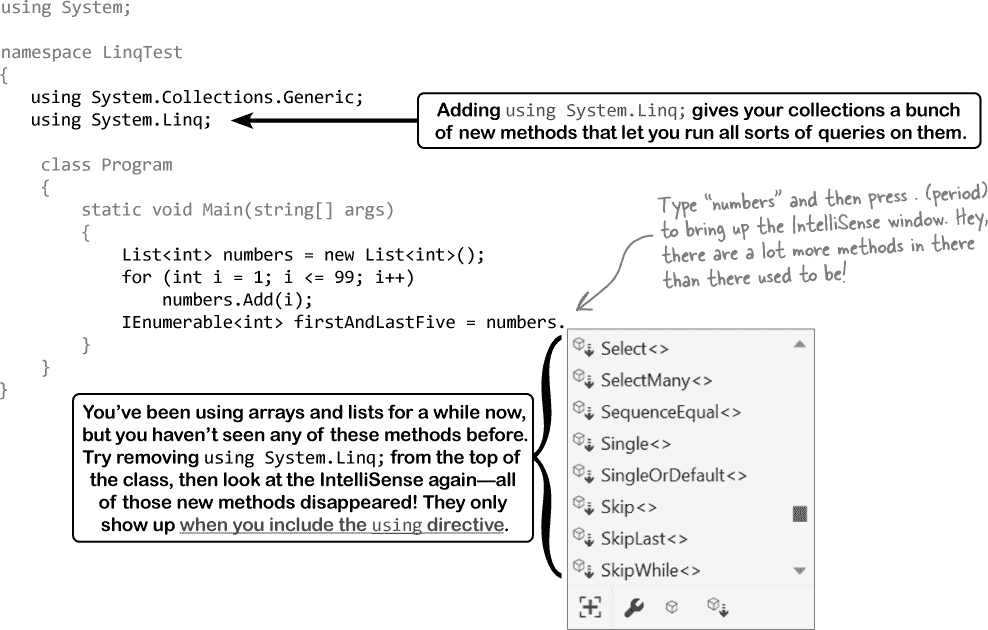 using System;
namespace LinqTest
{
using System.Collections.Generic;
using System.Linq;
Adding using System.Linq; gives your collections a bunch
of new methods that let you run all sorts of queries on them.
class Program
{
static void Main(string[] args)
{
List<int> numbers = new List<int>();
for (int i = 1; i <= 99; i++)
numbers.Add(i);
IEnumerable<int> firstAndLastFive = numbers.
}
}
}
Type “numbers” and then press . (period)
to bring up the IntelliSense window. Hey,
there are a lot more methods in there
than there used to be!
You’ve been using arrays and lists for a while now,
but you haven’t seen any of these methods before.
Try removing using System.Linq; from the top of
the class, then look at the IntelliSense again—all
of those new methods disappeared! They only
show up when you include the using directive.
Select<>
SelectMany<>
SequenceEqual<>
Single<>
SingleOrDefault<>
Skip<>
SkipLast<>
SkipWhile<>